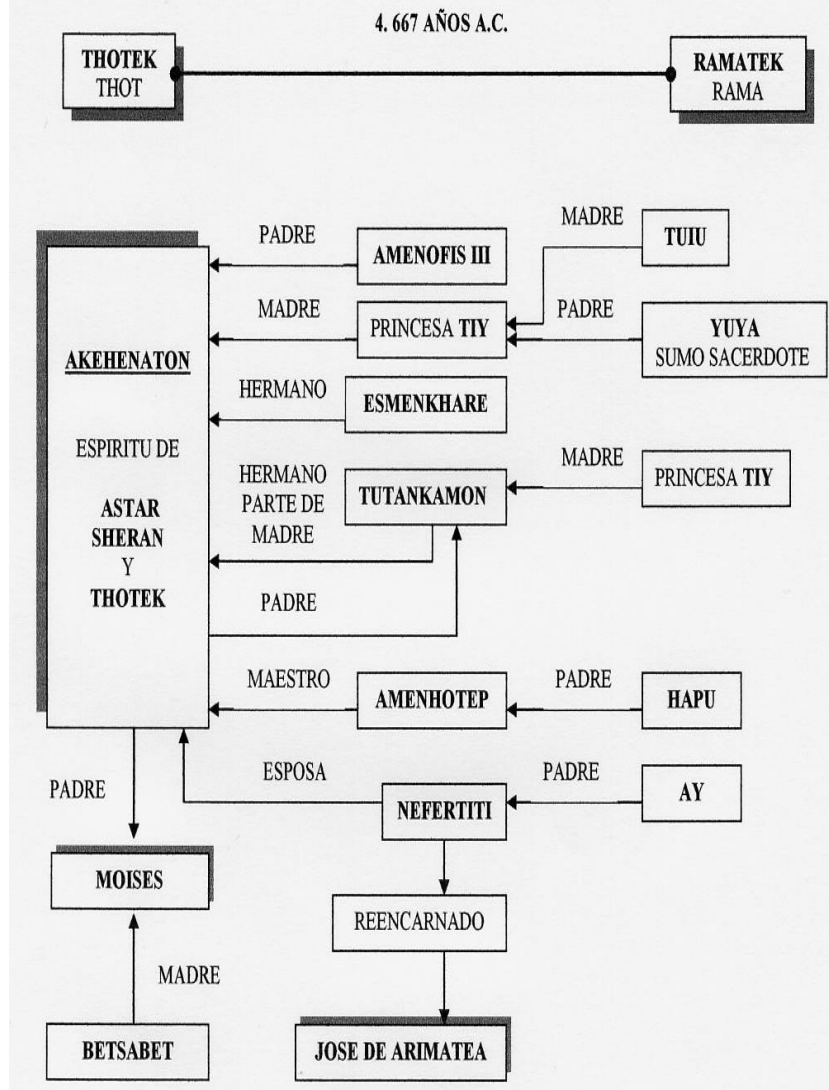 4. 667 AÑOS A.C.
THOTEK
THOT
RAMATEK
RAMA
PADRE
AMENOFIS III
MADRE
TUIU
MADRE
PRINCESA TIY
PADRE
YUYA
SUMO SACERDOTE
AKEHENATON
ESPIRITU DE
ASTAR
SHERAN
Y
THOTEK
HERMANO
ESMENKHARE
HERMANO
PARTE DE
MADRE
TUTANKAMON
MADRE
PRINCESA TIY
PADRE
MAESTRO
AMENHOTEP
PADRE
HAPU
ESPOSA
NEFERTITI
PADRE
AY
PADRE
MOISES
REENCARNADO
MADRE
BETSABET
JOSE DE ARIMATEA